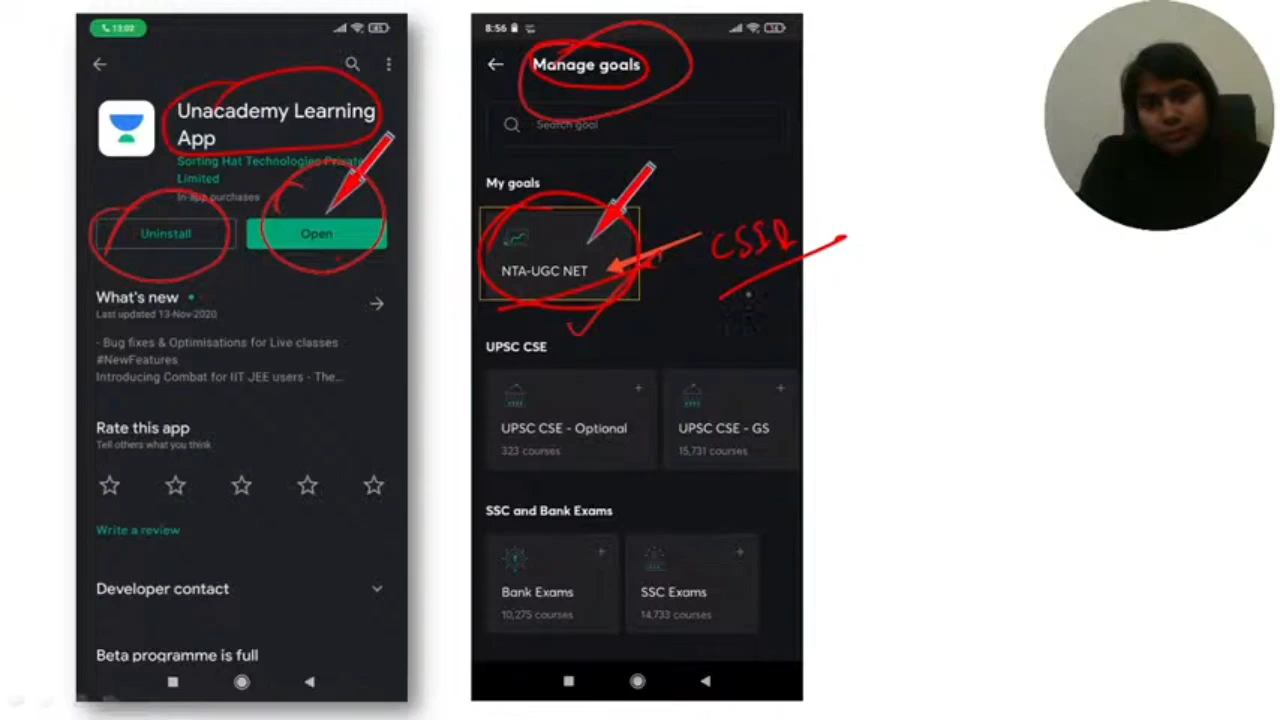 13:02
41
Unacademy Learning
App
Sorting Hat Technologies Private
Limited
In-app purchases
Uninstall
Open
What's new
Last updated 13-Nov-2020
- Bug fixes & Optimisations for Live classes
#NewFeatures
Introducing Combat for IIT JEE users - The...
Rate this app
Tell others what you think
Write a review
Developer contact
Beta programme is full
8:56
Manage goals
Search goal
My goals
NTA-UGC NET
CSIR
UPSC CSE
UPSC CSE - Optional
323 courses
UPSC CSE - GS
15,731 courses
SSC and Bank Exams
Bank Exams
10,275 courses
SSC Exams
14,733 courses